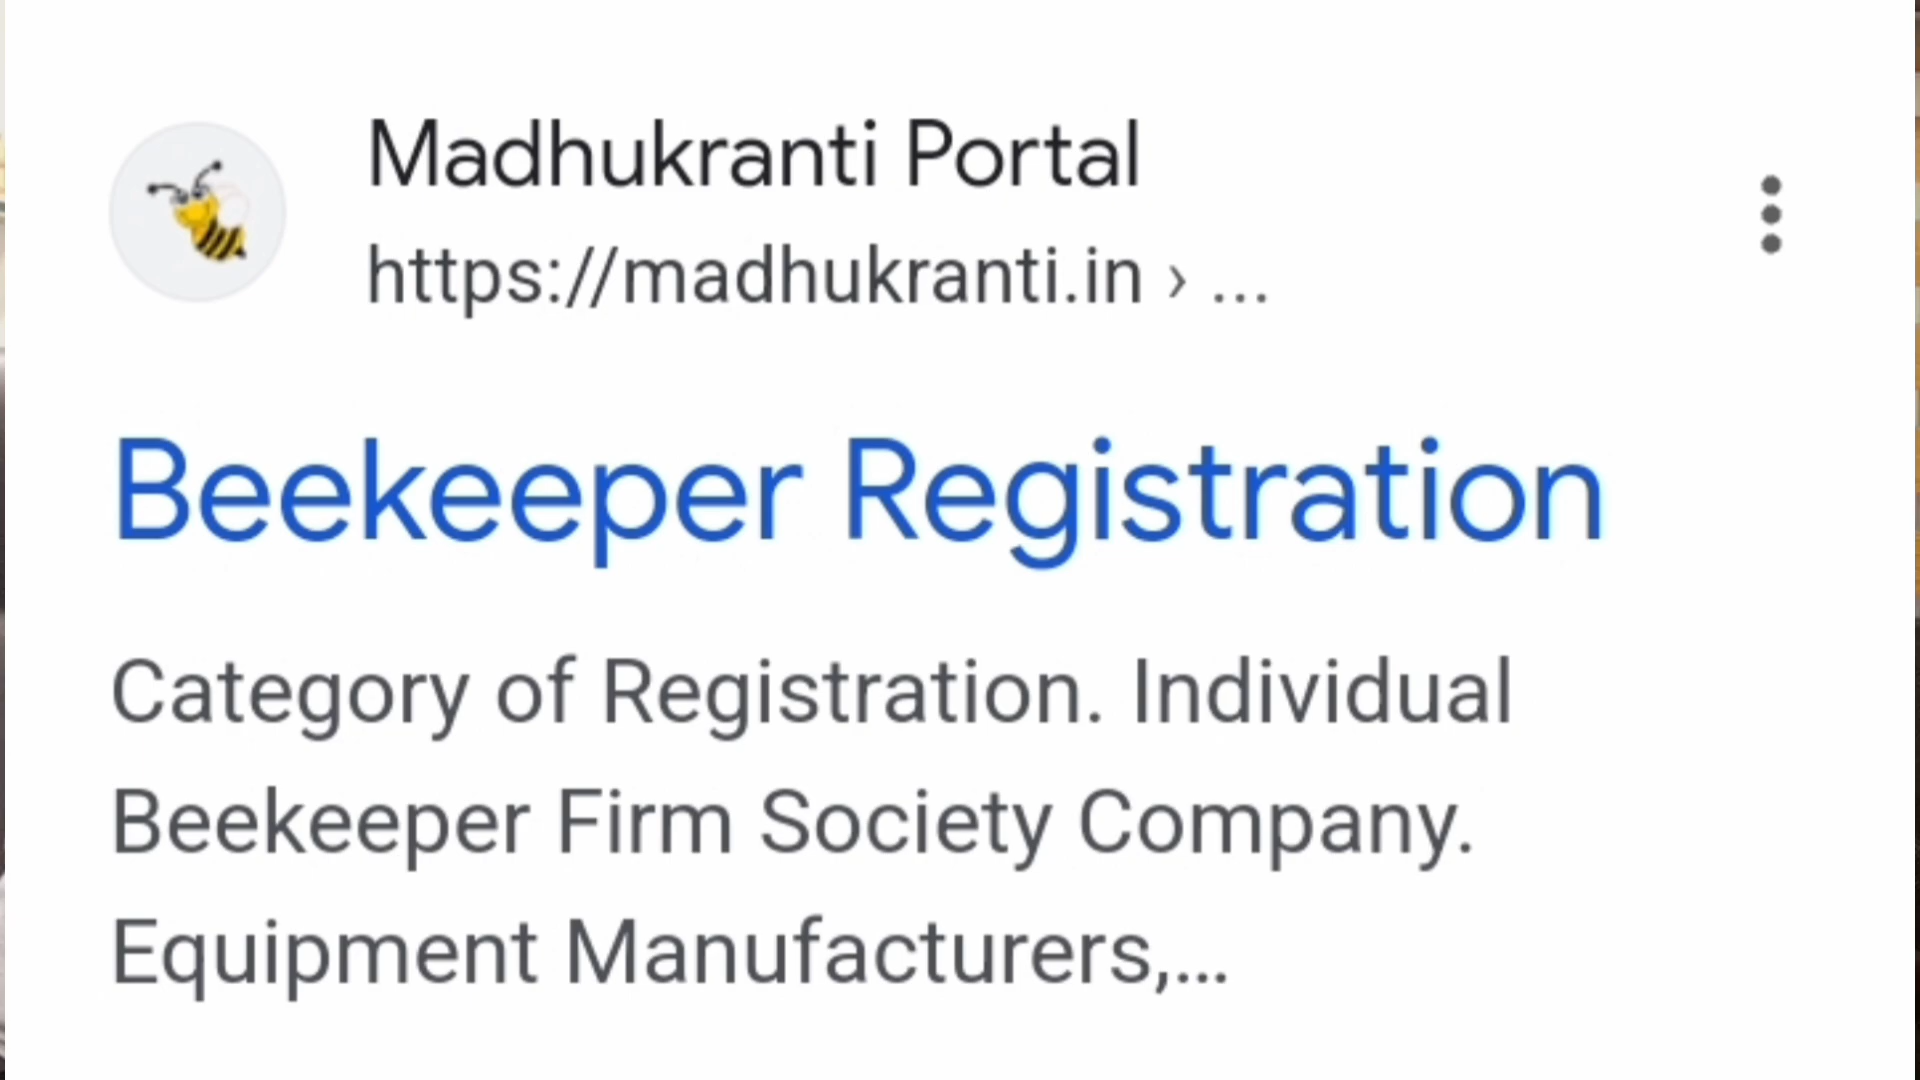 Madhukranti Portal
https://madhukranti.in › ...
Beekeeper Registration
Category of Registration. Individual
Beekeeper Firm Society Company.
Equipment Manufacturers,...